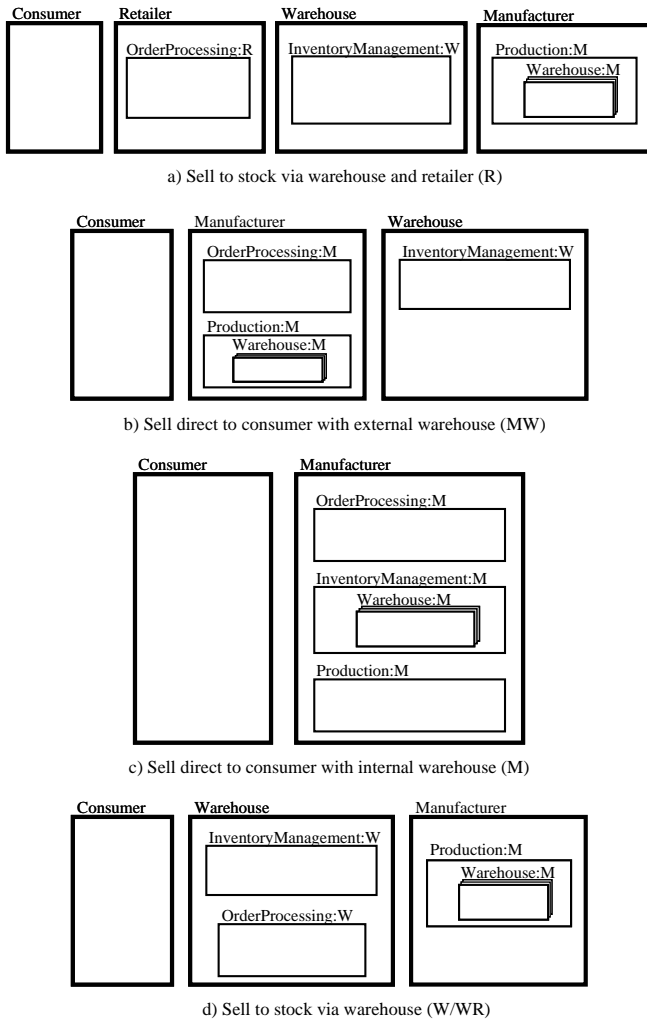 Consumer Retailer Warehouse Manufacturer
OrderProcessing:R InventoryManagement:W Production:M
Warehouse:M
a) Sell to stock via warehouse and retailer (R)
Consumer Manufacturer Warehouse
OrderProcessing:M InventoryManagement:W
Production:M
Warehouse:M
b) Sell direct to consumer with external warehouse (MW)
Consumer Manufacturer
OrderProcessing:M
InventoryManagement:M
Warehouse:M
Production:M
c) Sell direct to consumer with internal warehouse (M)
Consumer Warehouse Manufacturer
InventoryManagement:W Production:M
Warehouse:M
OrderProcessing:W
d) Sell to stock via warehouse (W/WR)